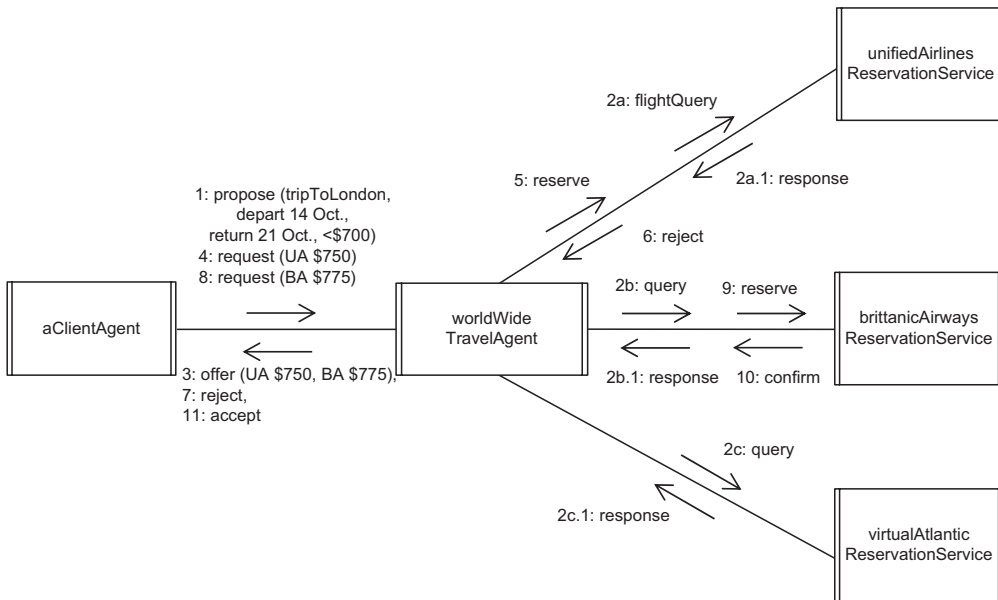 unifiedAirlines
ReservationService
2a: flightQuery
2a.1: response
5: reserve
6: reject
1: propose (tripToLondon,
depart 14 Oct.,
return 21 Oct., <$700)
4: request (UA $750)
8: request (BA $775)
aClientAgent
3: offer (UA $750, BA $775),
7: reject,
11: accept
worldWide
TravelAgent
2b: query
9: reserve
2b.1: response
10: confirm
brittanicAirways
ReservationService
2c: query
2c.1: response
virtualAtlantic
ReservationService